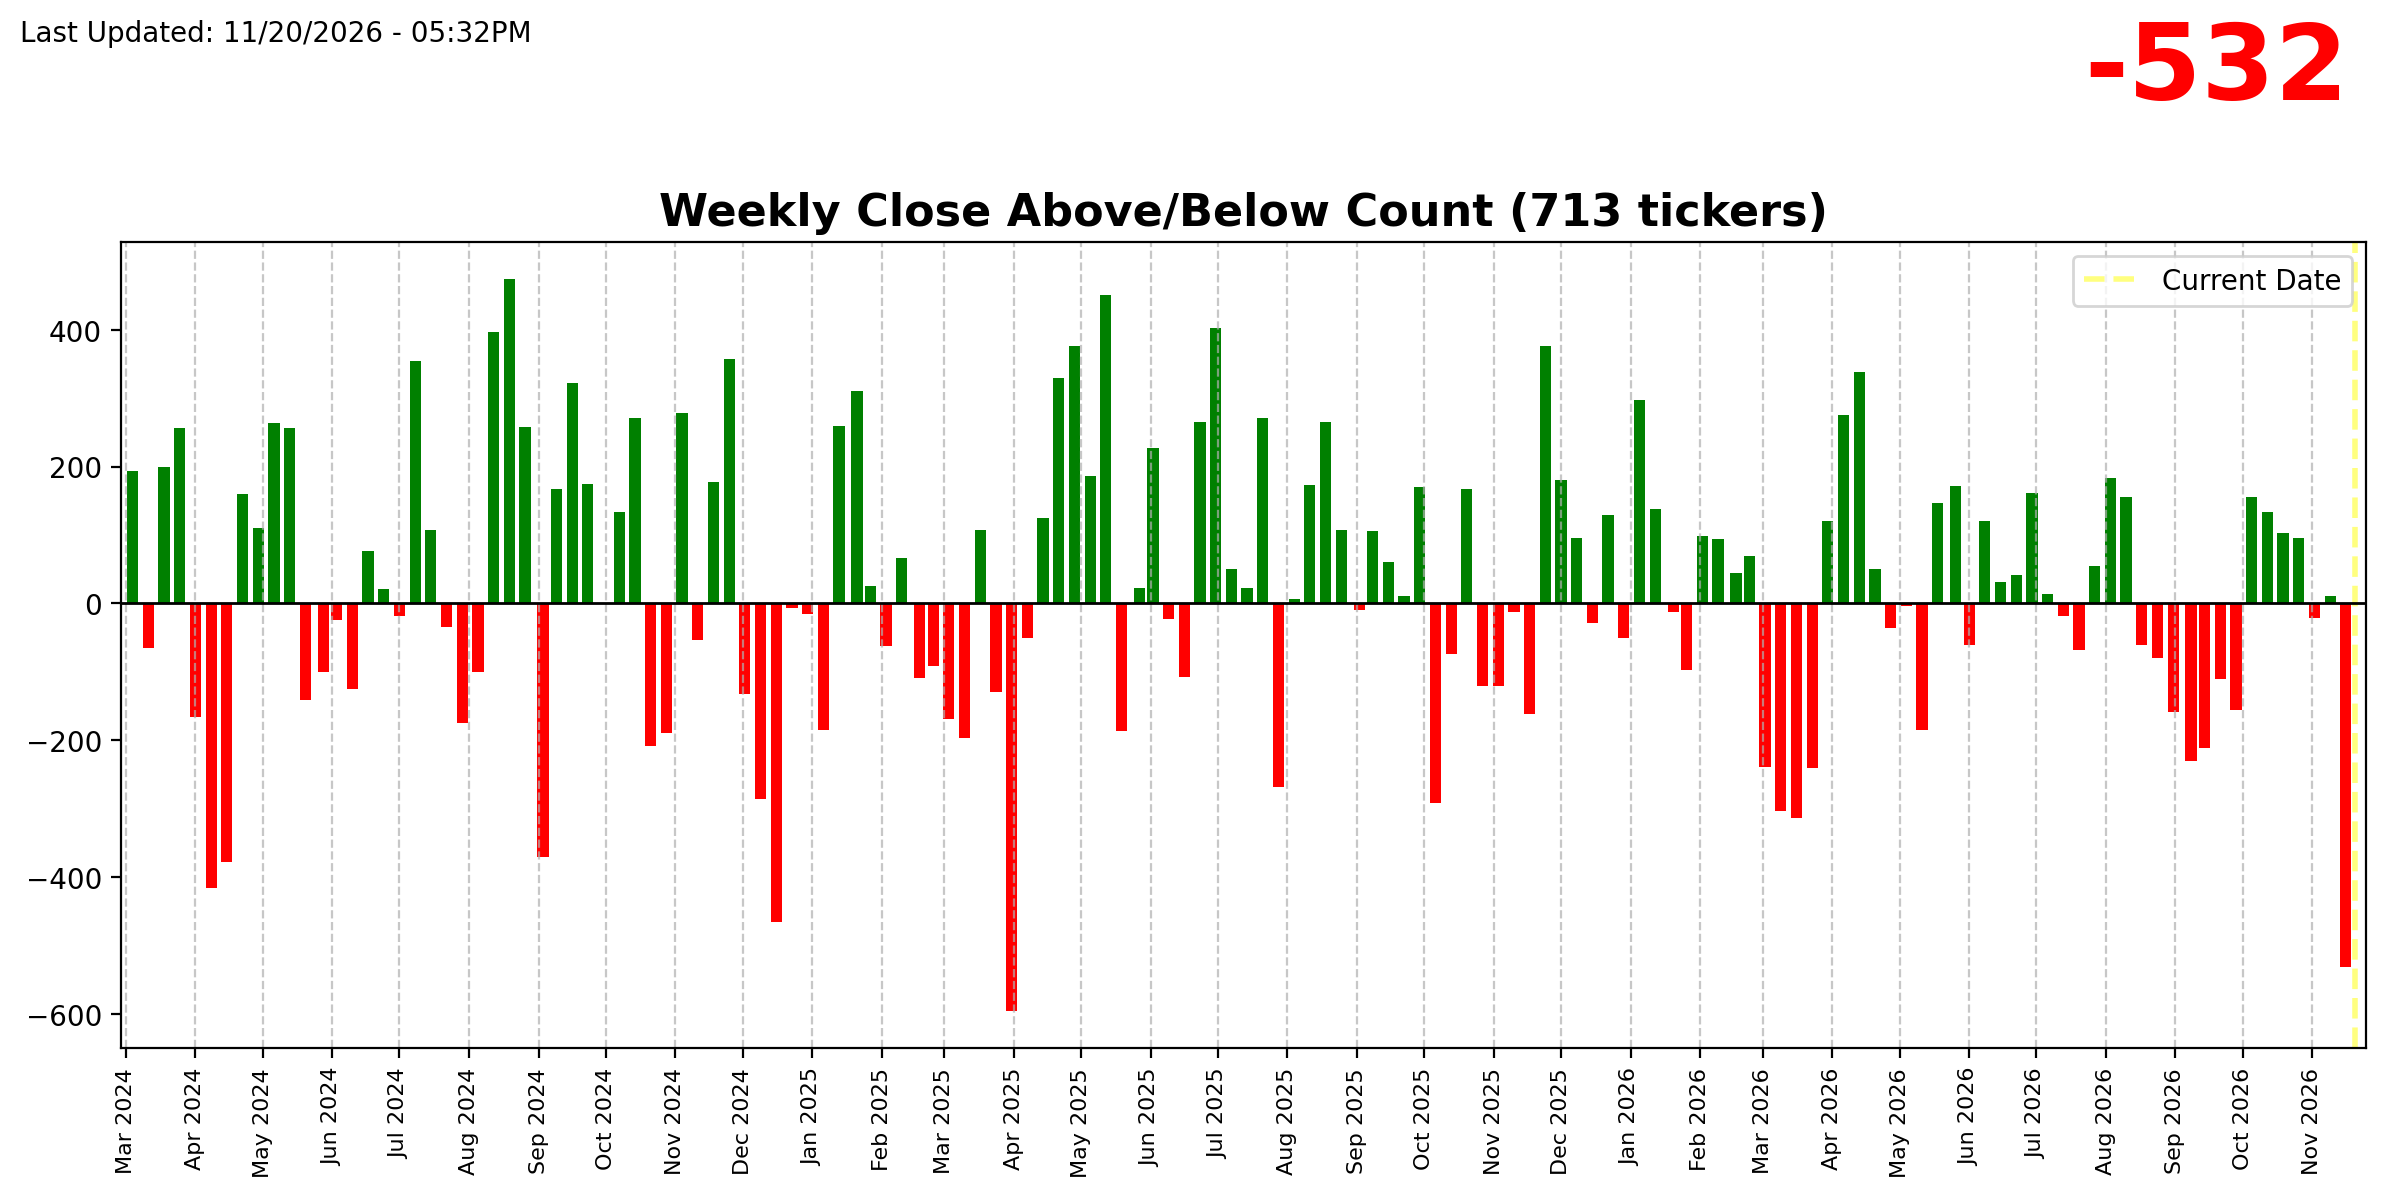 Last Updated: 11/20/2026 - 05:32PM
-532
Weekly Close Above/Below Count (713 tickers)
Current Date
400
200
0
−200
−400
−600
Mar 2024
Apr 2024
May 2024
Jun 2024
Jul 2024
Aug 2024
Sep 2024
Oct 2024
Nov 2024
Dec 2024
Jan 2025
Feb 2025
Mar 2025
Apr 2025
May 2025
Jun 2025
Jul 2025
Aug 2025
Sep 2025
Oct 2025
Nov 2025
Dec 2025
Jan 2026
Feb 2026
Mar 2026
Apr 2026
May 2026
Jun 2026
Jul 2026
Aug 2026
Sep 2026
Oct 2026
Nov 2026